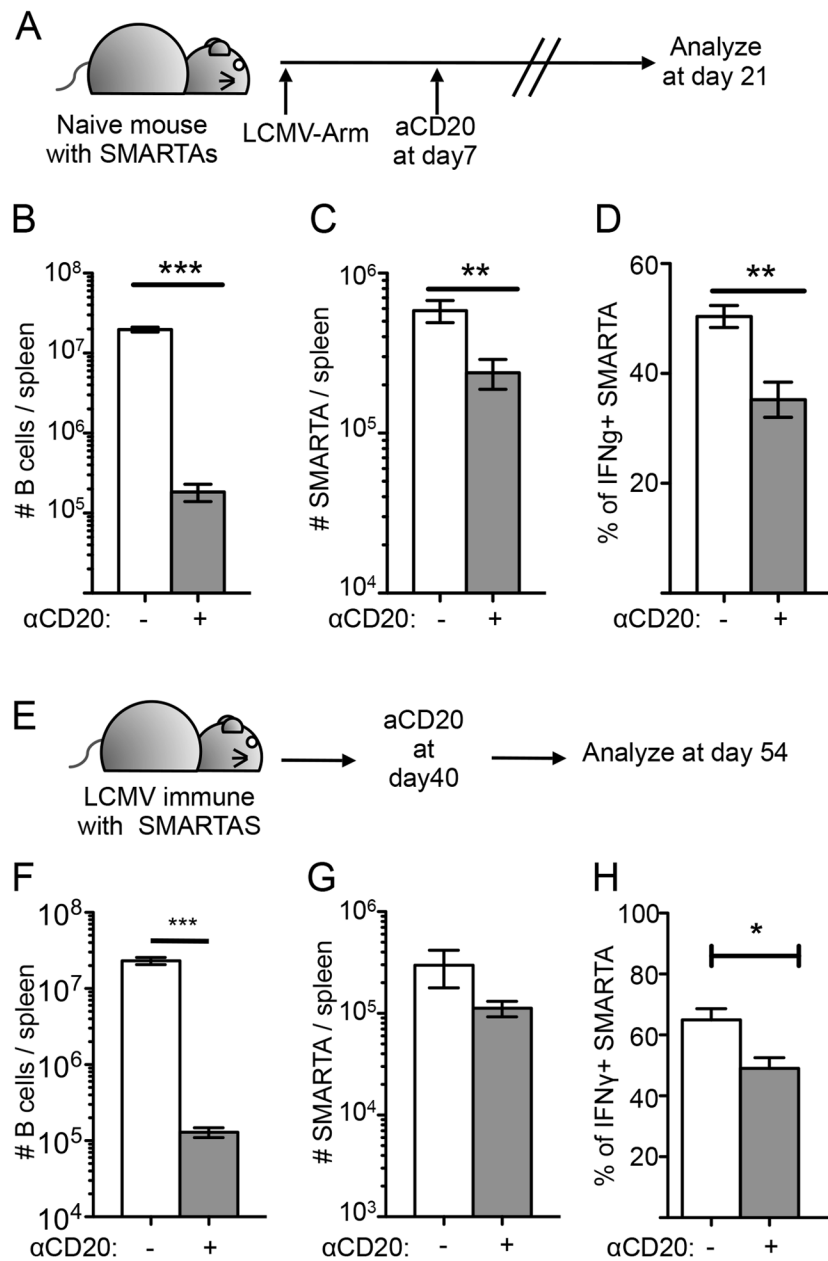 A
Naive mouse
with SMARTAs
LCMV-Arm
aCD20
at day7
Analyze
at day 21
B
# B cells / spleen
10^8
10^7
10^6
10^5
***
αCD20: - +
C
# SMARTA / spleen
10^6
10^5
10^4
**
αCD20: - +
D
% of IFNg+ SMARTA
60
40
20
**
αCD20: - +
E
LCMV immune
with SMARTAS
aCD20
at
day40
Analyze at day 54
F
# B cells / spleen
10^8
10^7
10^6
10^5
10^4
***
αCD20: - +
G
# SMARTA / spleen
10^6
10^5
10^4
10^3
αCD20: - +
H
% of IFNγ+ SMARTA
100
80
60
40
20
*
αCD20: - +